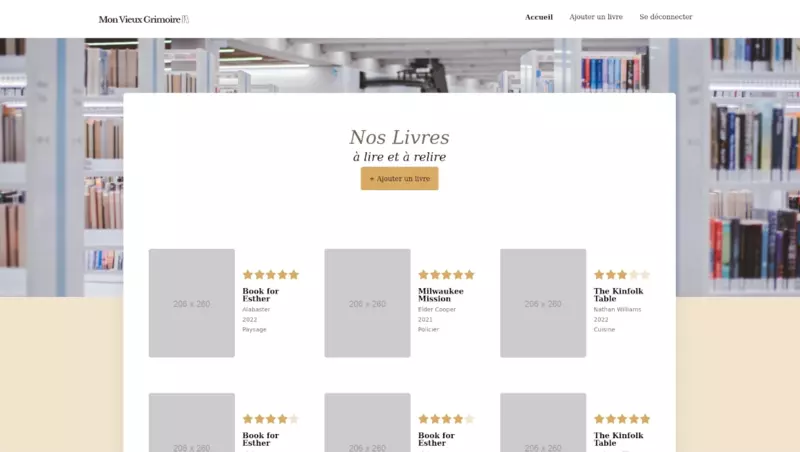 Mon Vieux Grimoire
Accueil
Ajouter un livre
Se déconnecter
Nos Livres
à lire et à relire
+ Ajouter un livre
206 x 260
Book for
Esther
Alabaster
2022
Paysage
206 x 260
Milwaukee
Mission
Elder Cooper
2021
Policier
206 x 260
The Kinfolk
Table
Nathan Williams
2022
Cuisine
206 x 260
Book for
Esther
206 x 260
Book for
Esther
206 x 260
The Kinfolk
Table